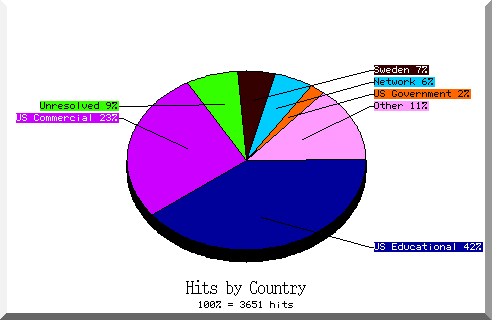 Sweden 7%
Network 6%
US Government 2%
Other 11%
Unresolved 9%
US Commercial 23%
US Educational 42%
Hits by Country
100% = 3651 hits